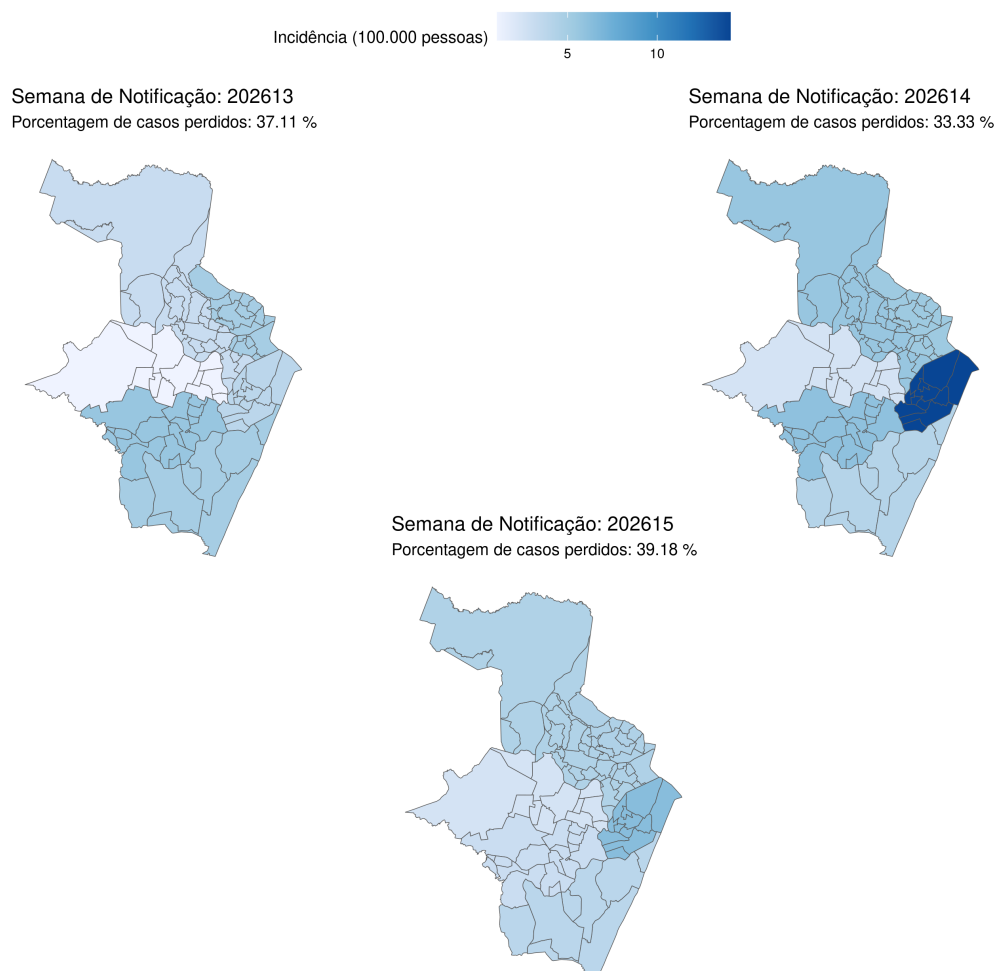 Incidência (100.000 pessoas)
5 10
Semana de Notificação: 202613
Porcentagem de casos perdidos: 37.11 %
Semana de Notificação: 202614
Porcentagem de casos perdidos: 33.33 %
Semana de Notificação: 202615
Porcentagem de casos perdidos: 39.18 %